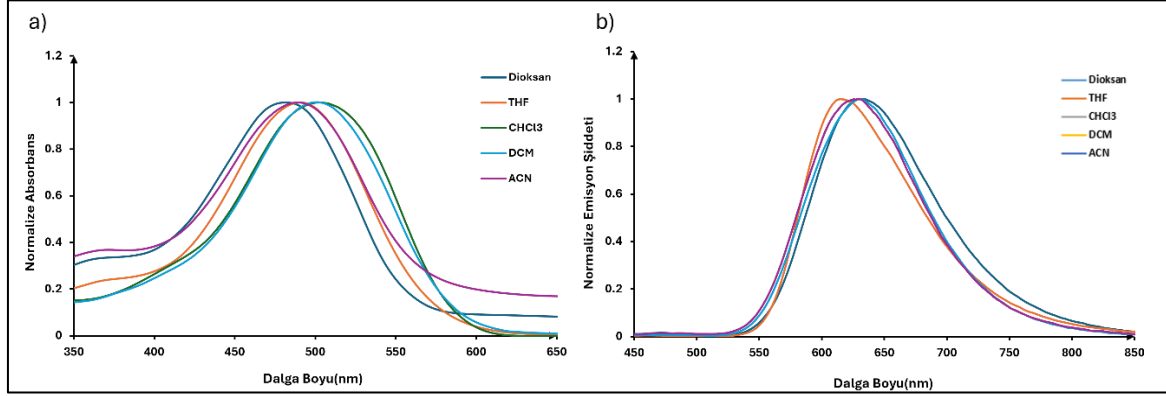 a)
Normalize Absorbans
1.2
1
0.8
0.6
0.4
0.2
0
350 400 450 500 550 600 650
Dalga Boyu(nm)
Dioksan
THF
CHCl3
DCM
ACN
b)
Normalize Emisyon Şiddeti
1.2
1
0.8
0.6
0.4
0.2
0
450 500 550 600 650 700 750 800 850
Dalga Boyu(nm)
Dioksan
THF
CHCl3
DCM
ACN